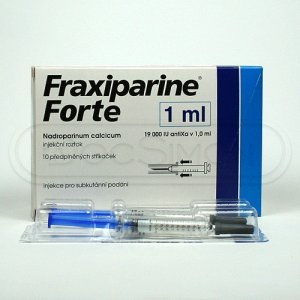 Fraxiparine®
Forte
1 ml
Nadroparinum calcicum
19 000 IU antiXa v 1,0 ml
injekční roztok
10 předplněných stříkaček
injekce pro subkutánní podání